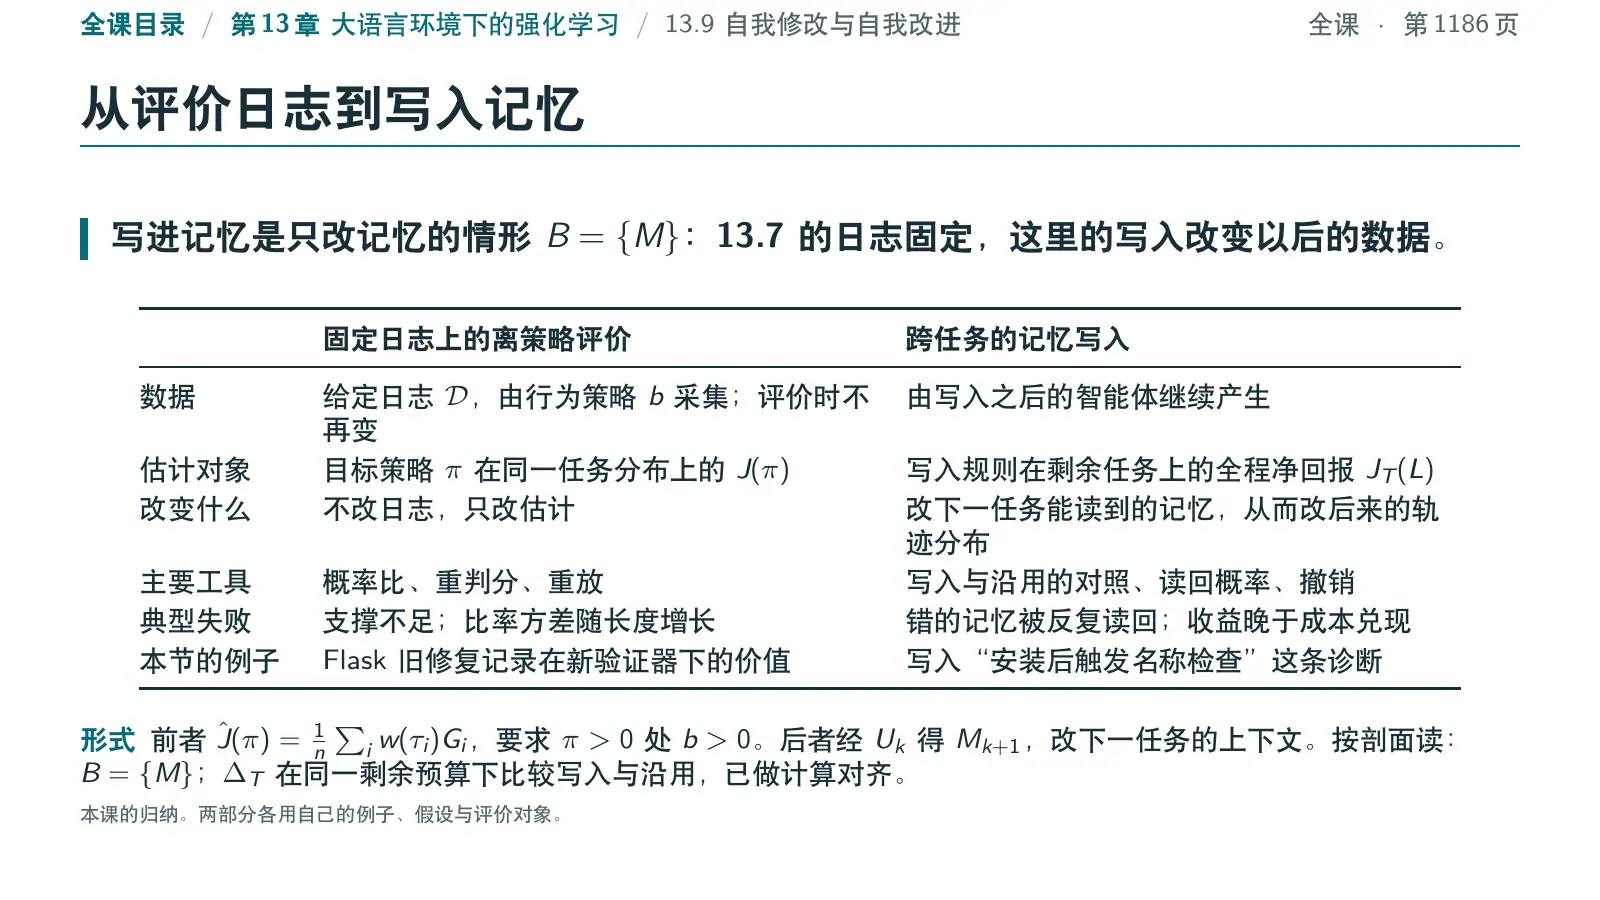 全课目录 / 第 13 章 大语言环境下的强化学习 / 13.9 自我修改与自我改进 全课 · 第 1186 页
从评价日志到写入记忆
写进记忆是只改记忆的情形 B = {M}：13.7 的日志固定，这里的写入改变以后的数据。
固定日志上的离策略评价 跨任务的记忆写入
数据 给定日志 𝒟，由行为策略 b 采集；评价时不再变 由写入之后的智能体继续产生
估计对象 目标策略 π 在同一任务分布上的 J(π) 写入规则在剩余任务上的全程净回报 J_T(L)
改变什么 不改日志，只改估计 改下一任务能读到的记忆，从而改后来的轨迹分布
主要工具 概率比、重判分、重放 写入与沿用的对照、读回概率、撤销
典型失败 支撑不足；比率方差随长度增长 错的记忆被反复读回；收益晚于成本兑现
本节的例子 Flask 旧修复记录在新验证器下的价值 写入“安装后触发名称检查”这条诊断
形式 前者 Ĵ(π) = 1/n ∑_i w(τ_i)G_i，要求 π > 0 处 b > 0。后者经 U_k 得 M_{k+1}，改下一任务的上下文。按剖面读：
B = {M}；Δ_T 在同一剩余预算下比较写入与沿用，已做计算对齐。
本课的归纳。两部分各用自己的例子、假设与评价对象。